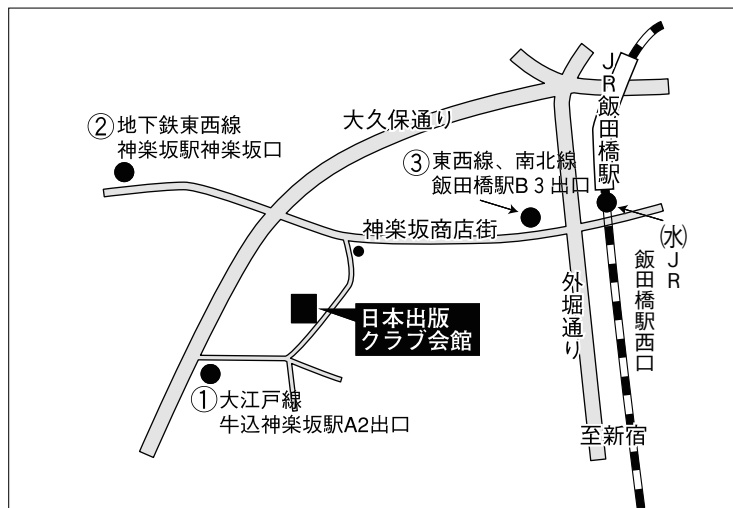 ② 地下鉄東西線
神楽坂駅神楽坂口
大久保通り
JR飯田橋駅
③ 東西線、南北線
飯田橋駅B3出口
神楽坂商店街
㈬JR
飯田橋駅西口
外堀通り
日本出版
クラブ会館
① 大江戸線
牛込神楽坂駅A2出口
至新宿